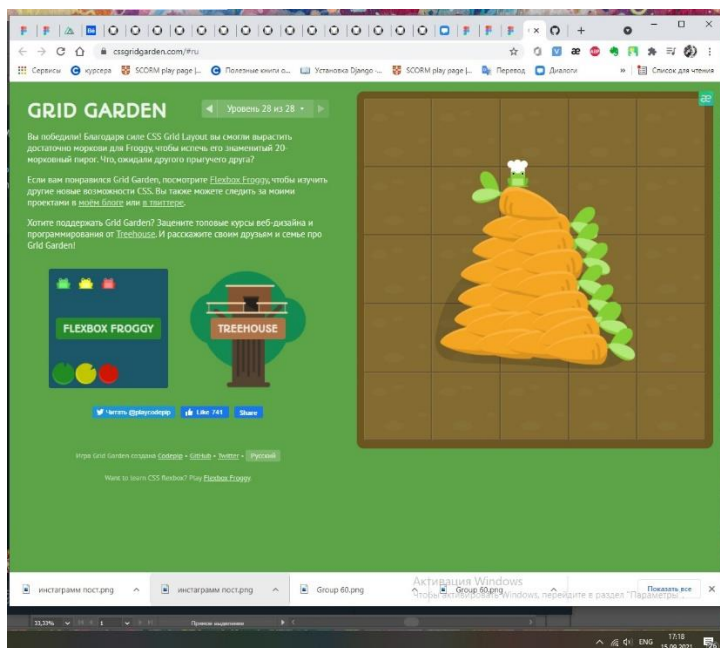 cssgridgarden.com/#ru
Сервисы
курсера
SCORM play page |...
Полезные книги о...
Установка Django -...
SCORM play page |...
Перевод
Диалоги
»
Список для чтения
GRID GARDEN
Уровень 28 из 28
Вы победили! Благодаря силе CSS Grid Layout вы смогли вырастить
достаточно моркови для Froggy, чтобы испечь его знаменитый 20-
морковный пирог. Что, ожидали другого прыгучего друга?
Если вам понравился Grid Garden, посмотрите Flexbox Froggy, чтобы изучить
другие новые возможности CSS. Вы также можете следить за моими
проектами в моём блоге или в твиттере.
Хотите поддержать Grid Garden? Зацените топовые курсы веб-дизайна и
программирования от Treehouse. И расскажите своим друзьям и семье про
Grid Garden!
FLEXBOX FROGGY
TREEHOUSE
Читать @playcodepip
Like 741
Share
Игра Grid Garden создана Codepip • GitHub • Twitter • Русский
Want to learn CSS flexbox? Play Flexbox Froggy
æ
инстаграмм пост.png
инстаграмм пост.png
Group 60.png
Group 60.png
Показать все
Активация Windows
Чтобы активировать Windows, перейдите в раздел "Параметры".
33,33%
1
Прямое выделение
ENG
17:18
15.09.2021